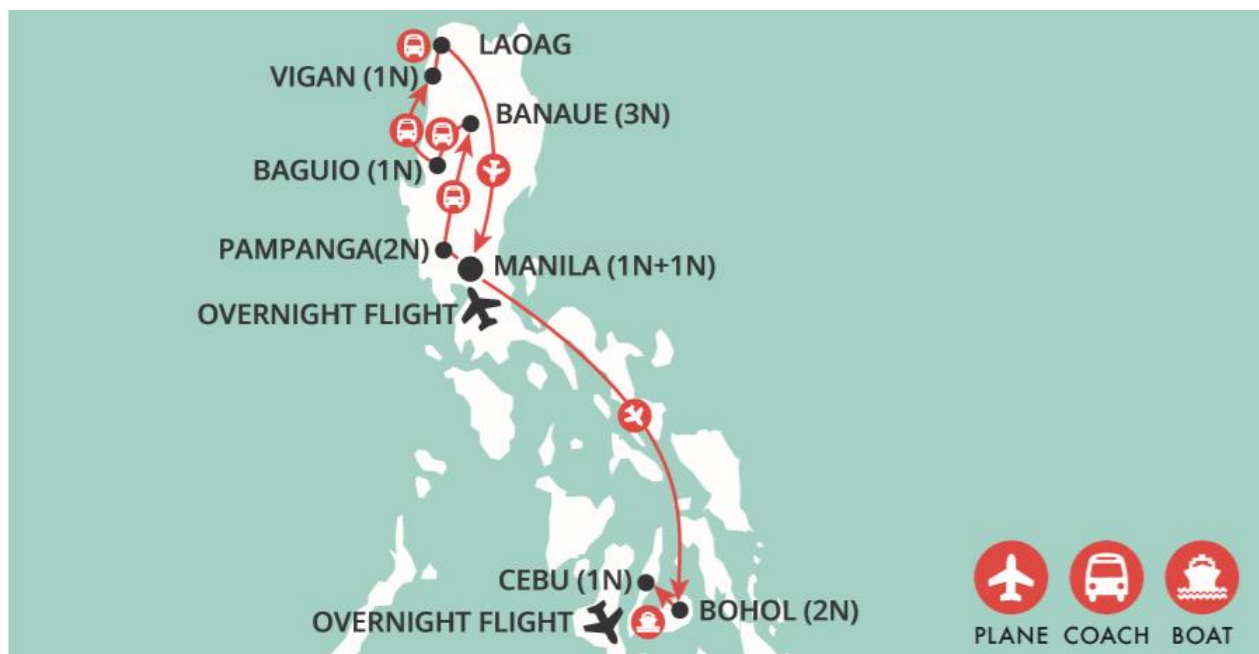 LAOAG
VIGAN (1N)
BANAUE (3N)
BAGUIO (1N)
PAMPANGA(2N)
MANILA (1N+1N)
OVERNIGHT FLIGHT
CEBU (1N)
BOHOL (2N)
OVERNIGHT FLIGHT
PLANE COACH BOAT